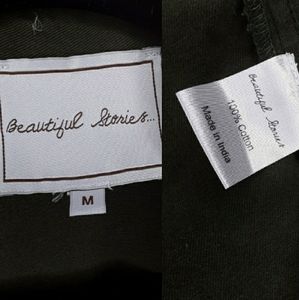 Beautiful Stories...
M
Beautiful Stories
100% Cotton
Made in India